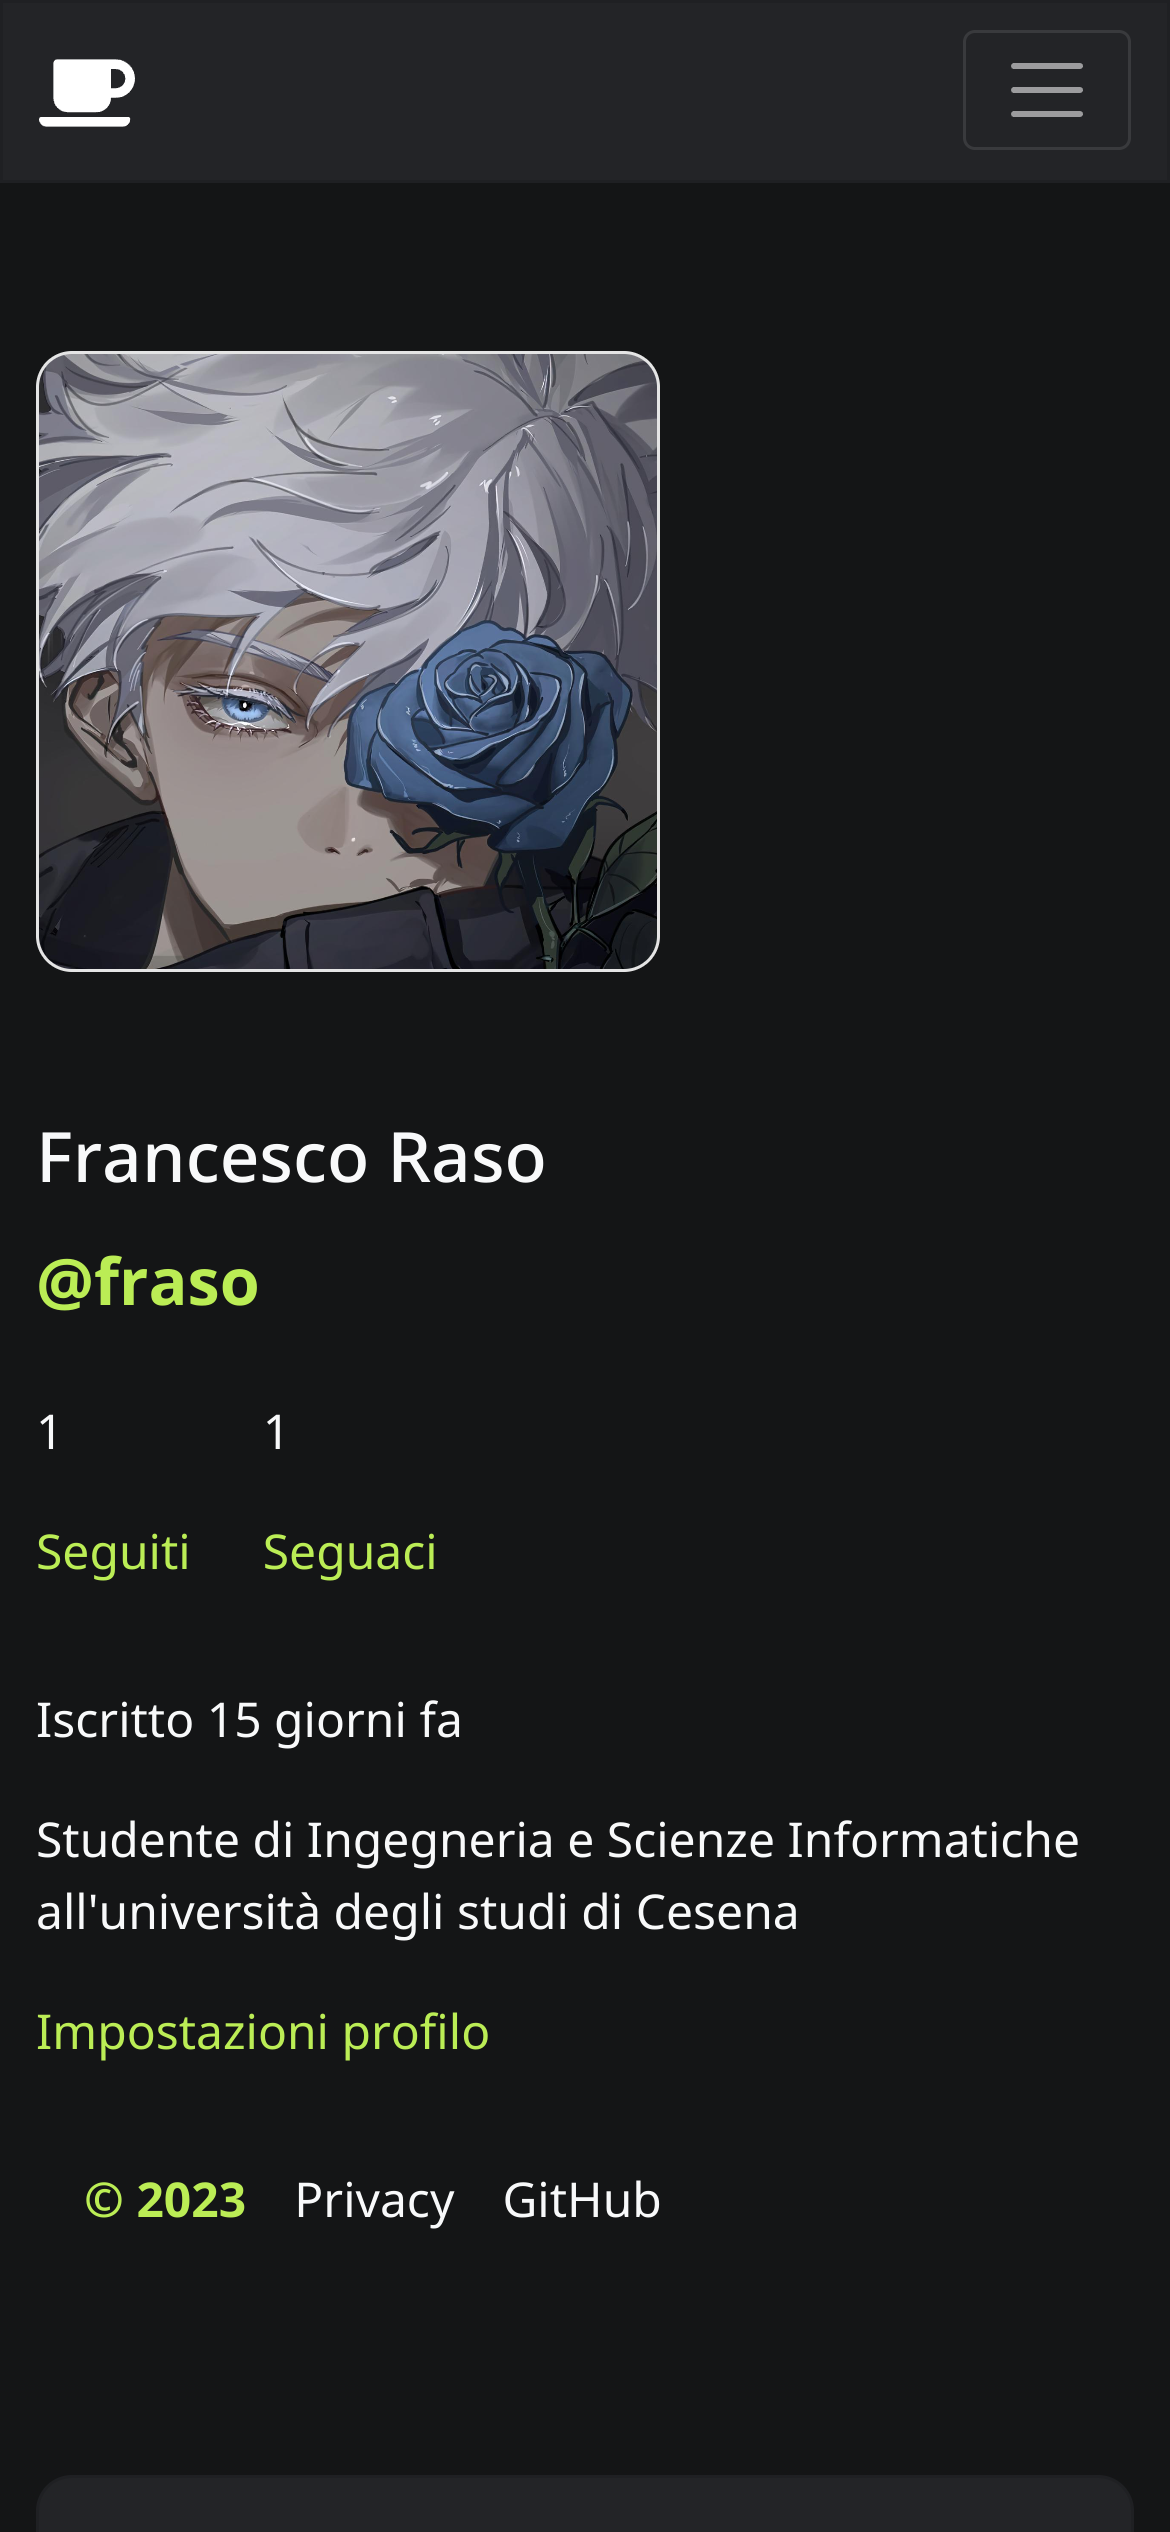 Francesco Raso
@fraso
1 1
Seguiti Seguaci
Iscritto 15 giorni fa
Studente di Ingegneria e Scienze Informatiche
all'università degli studi di Cesena
Impostazioni profilo
© 2023 Privacy GitHub